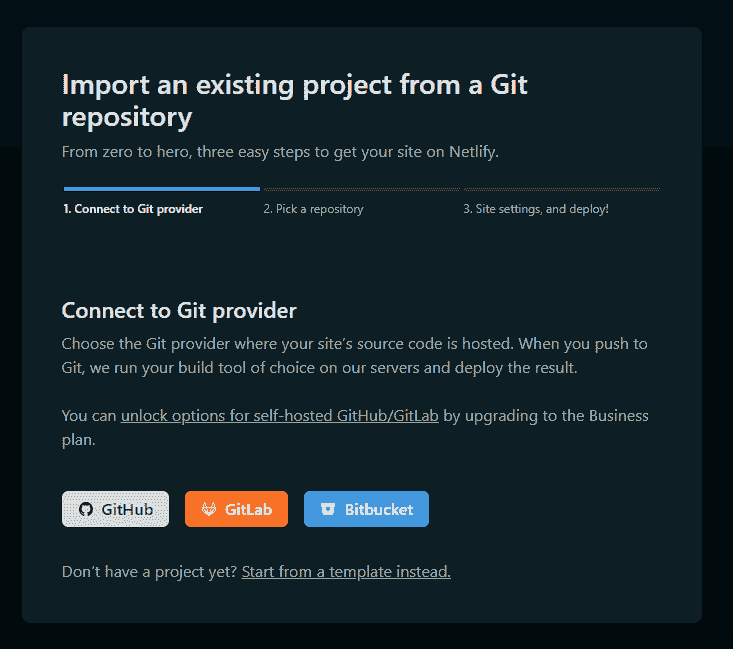 Import an existing project from a Git
repository
From zero to hero, three easy steps to get your site on Netlify.
1. Connect to Git provider
2. Pick a repository
3. Site settings, and deploy!
Connect to Git provider
Choose the Git provider where your site’s source code is hosted. When you push to
Git, we run your build tool of choice on our servers and deploy the result.
You can unlock options for self-hosted GitHub/GitLab by upgrading to the Business
plan.
GitHub
GitLab
Bitbucket
Don’t have a project yet? Start from a template instead.